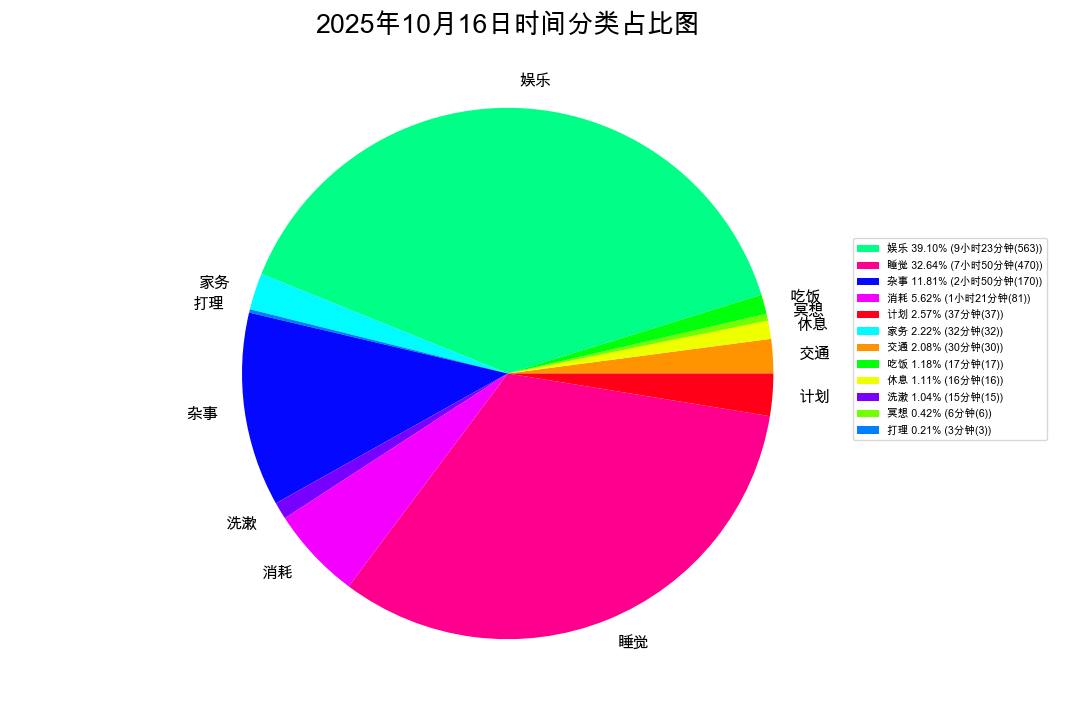 2025年10月16日时间分类占比图
娱乐
家务
打理
杂事
洗漱
消耗
睡觉
吃饭
冥想
休息
交通
计划
娱乐 39.10% (9小时23分钟(563))
睡觉 32.64% (7小时50分钟(470))
杂事 11.81% (2小时50分钟(170))
消耗 5.62% (1小时21分钟(81))
计划 2.57% (37分钟(37))
家务 2.22% (32分钟(32))
交通 2.08% (30分钟(30))
吃饭 1.18% (17分钟(17))
休息 1.11% (16分钟(16))
洗漱 1.04% (15分钟(15))
冥想 0.42% (6分钟(6))
打理 0.21% (3分钟(3))